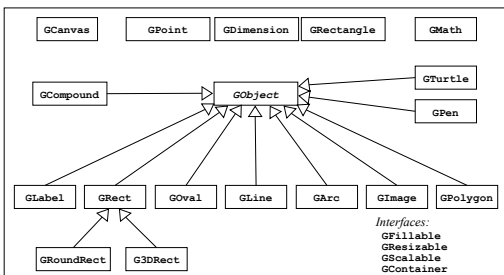 GCanvas GPoint GDimension GRectangle GMath
GCompound GObject GTurtle
GPen
GLabel GRect GOval GLine GArc GImage GPolygon
GRoundRect G3DRect
Interfaces:
GFillable
GResizable
GScalable
GContainer